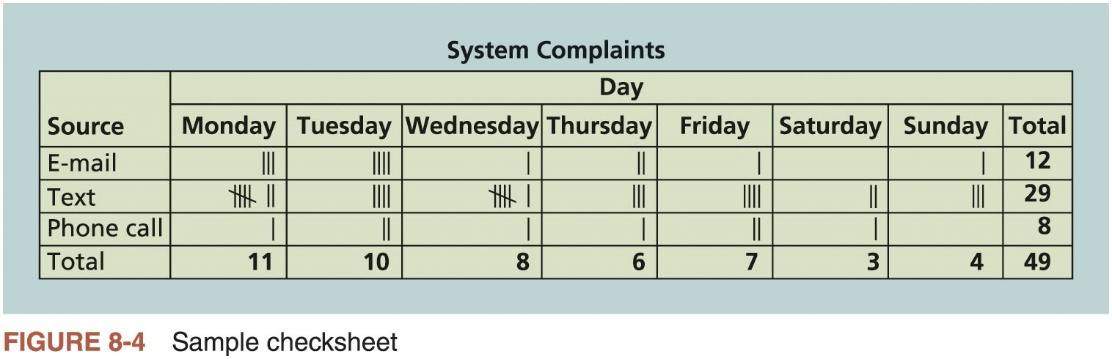 System Complaints
Day
Source Monday Tuesday Wednesday Thursday Friday Saturday Sunday Total
E-mail ||| |||| | || | | 12
Text 𝍸 || |||| 𝍸 | ||| |||| || ||| 29
Phone call | || | | || | 8
Total 11 10 8 6 7 3 4 49
FIGURE 8-4 Sample checksheet